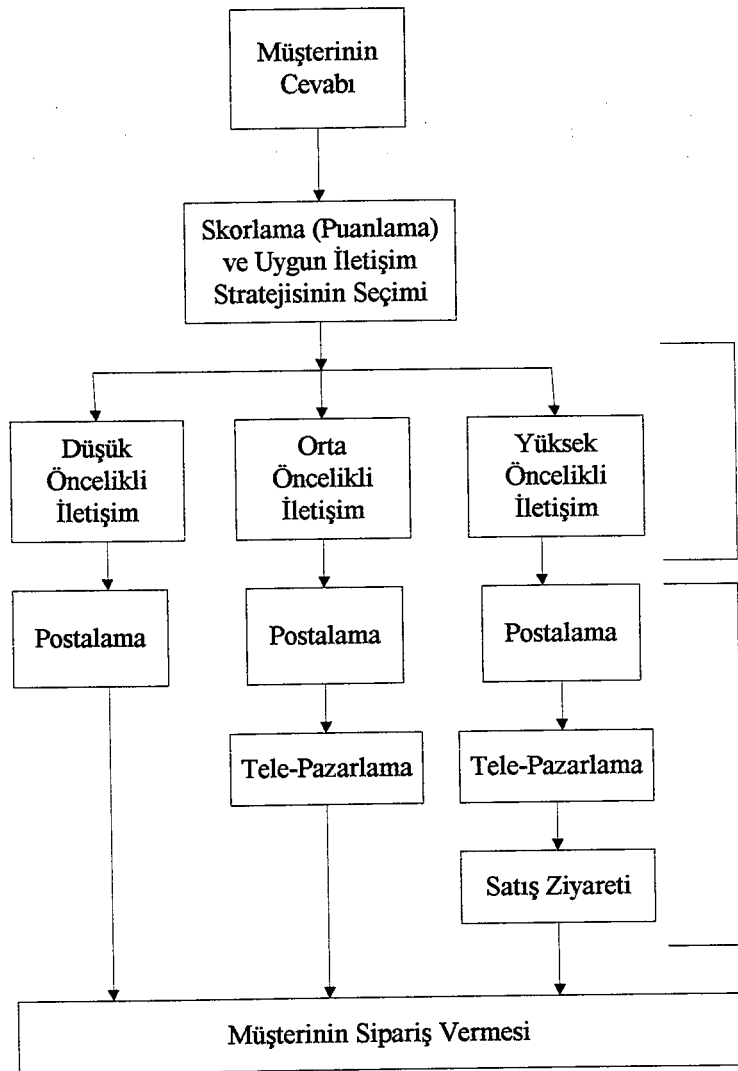 Müşterinin
Cevabı
Skorlama (Puanlama)
ve Uygun İletişim
Stratejisinin Seçimi
Düşük
Öncelikli
İletişim
Orta
Öncelikli
İletişim
Yüksek
Öncelikli
İletişim
Postalama
Postalama
Postalama
Tele-Pazarlama
Tele-Pazarlama
Satış Ziyareti
Müşterinin Sipariş Vermesi